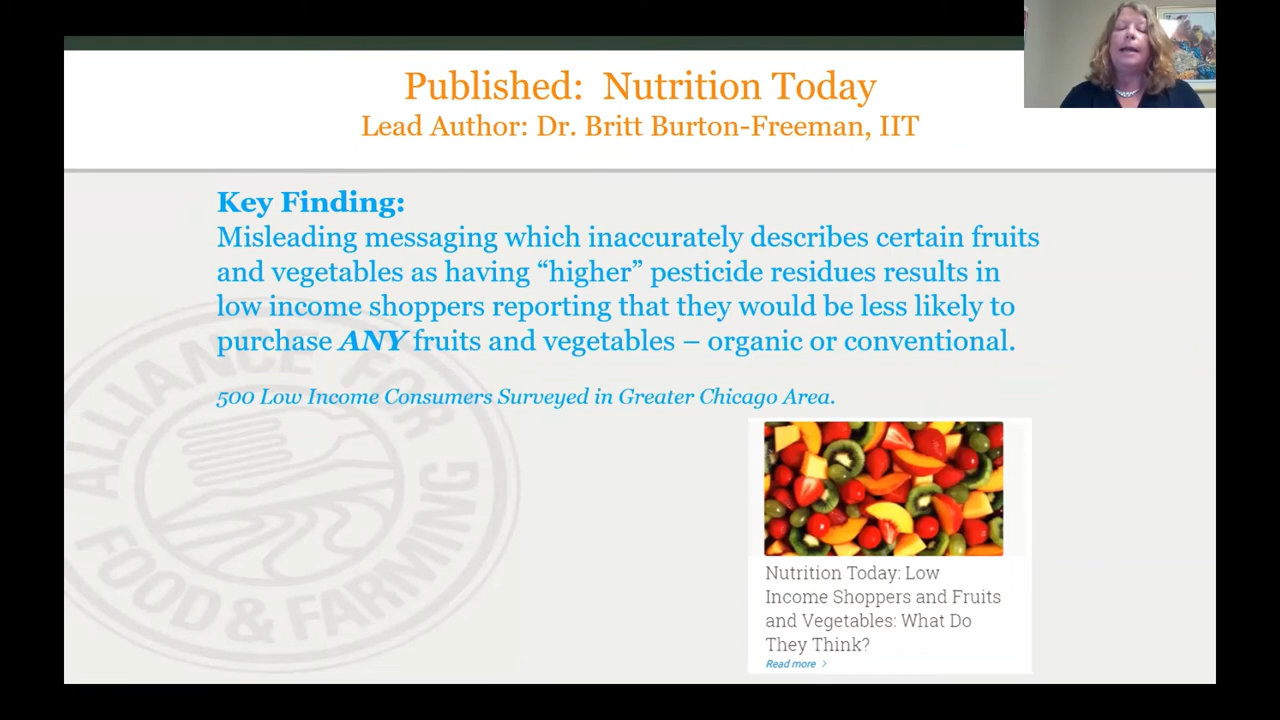 Published: Nutrition Today
Lead Author: Dr. Britt Burton-Freeman, IIT
Key Finding:
Misleading messaging which inaccurately describes certain fruits
and vegetables as having “higher” pesticide residues results in
low income shoppers reporting that they would be less likely to
purchase ANY fruits and vegetables – organic or conventional.
500 Low Income Consumers Surveyed in Greater Chicago Area.
ALLIANCE FOR
FOOD & FARMING
Nutrition Today: Low
Income Shoppers and Fruits
and Vegetables: What Do
They Think?
Read more >